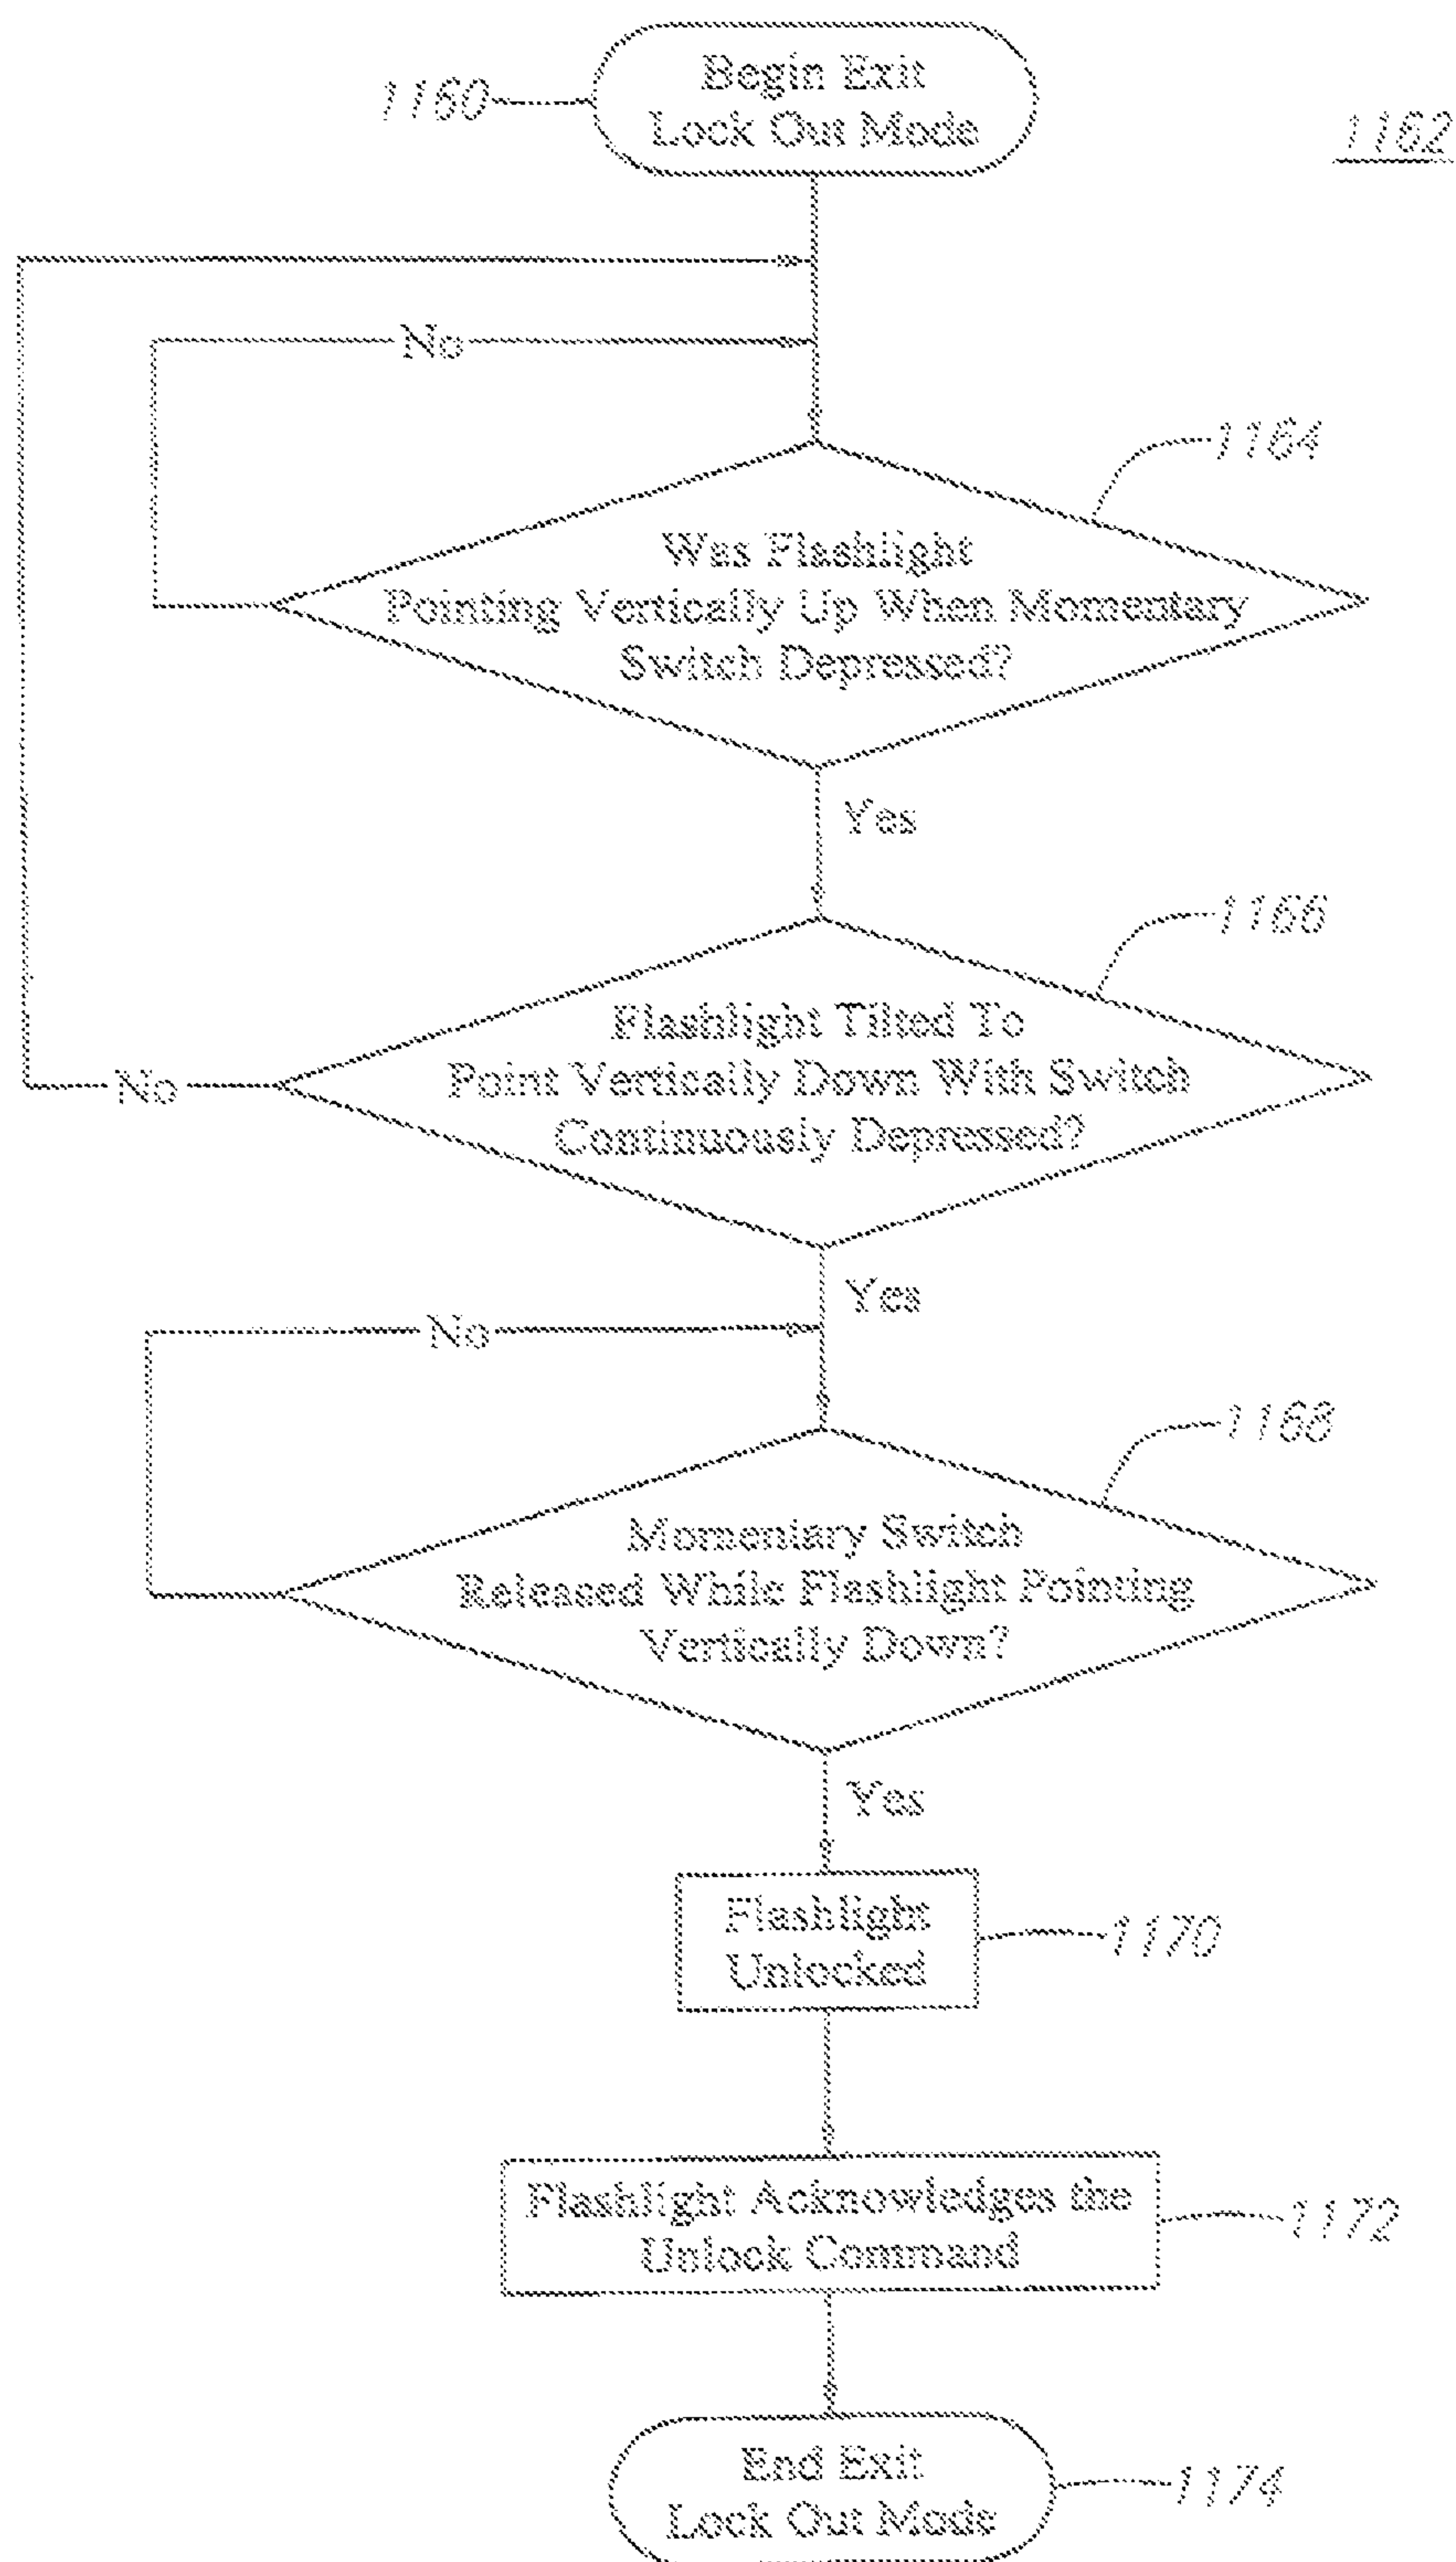 Begin Exit
Lock Out Mode
1160
1162
No
1164
Was Flashlight
Pointing Vertically Up When Momentary
Switch Depressed?
Yes
1166
Flashlight Tilted To
Point Vertically Down With Switch
Continuously Depressed?
No
Yes
No
1168
Momentary Switch
Released While Flashlight Pointing
Vertically Down?
Yes
Flashlight
Unlocked
1170
Flashlight Acknowledges the
Unlock Command
1172
End Exit
Lock Out Mode
1174